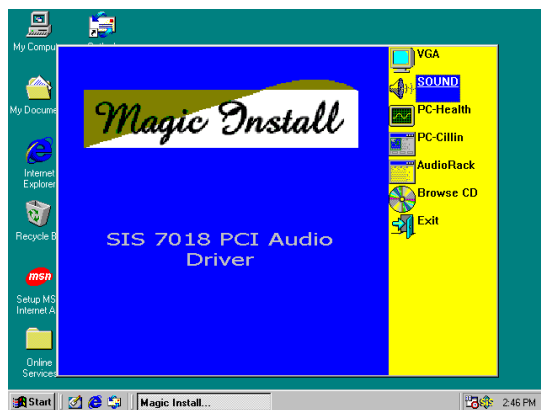 My Compu
My Docume
Internet
Explorer
Recycle B
msn
Setup MS
Internet A
Online
Services
Magic Install
SIS 7018 PCI Audio
Driver
VGA
SOUND
PC-Health
PC-Cillin
AudioRack
Browse CD
Exit
Start
Magic Install...
2:46 PM